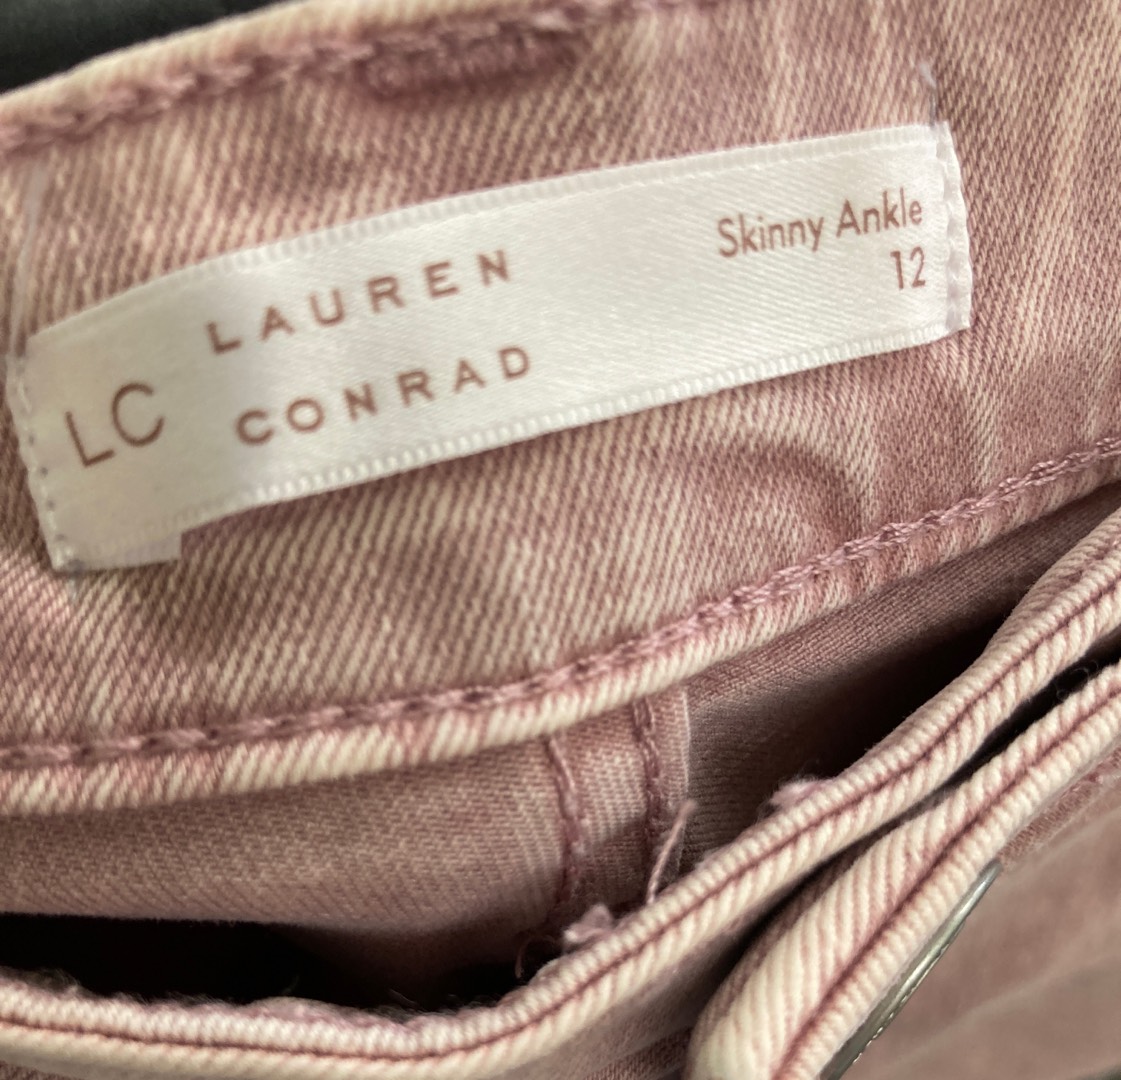 LC
LAUREN
CONRAD
Skinny Ankle
12